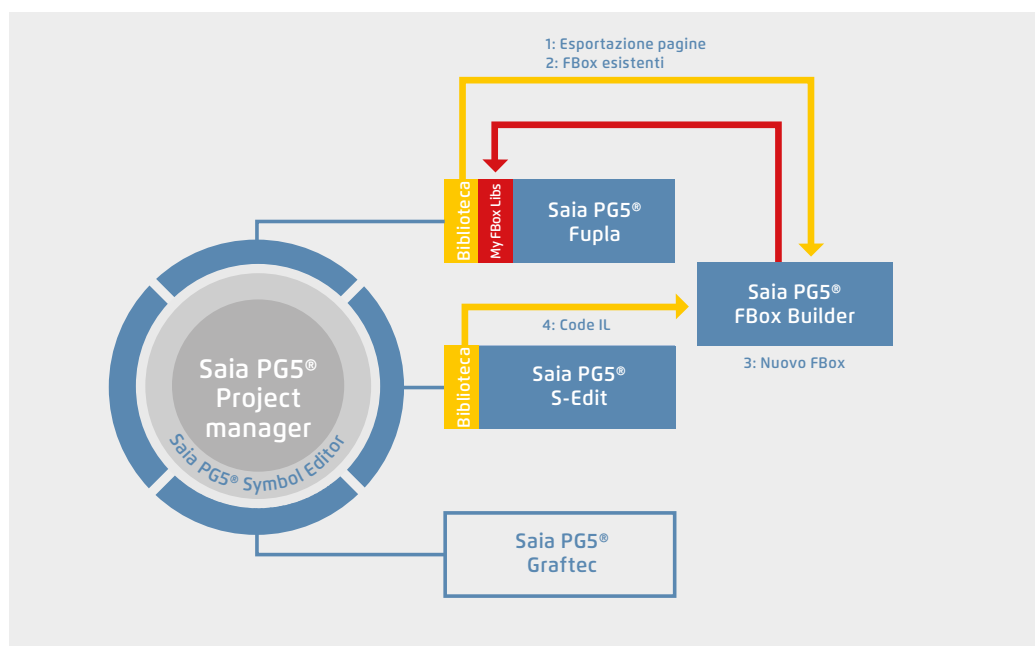 1: Esportazione pagine
2: FBox esistenti
Biblioteca
My FBox Libs
Saia PG5®
Fupla
Saia PG5®
FBox Builder
3: Nuovo FBox
4: Code IL
Biblioteca
Saia PG5®
S-Edit
Saia PG5®
Project
manager
Saia PG5® Symbol Editor
Saia PG5®
Graftec